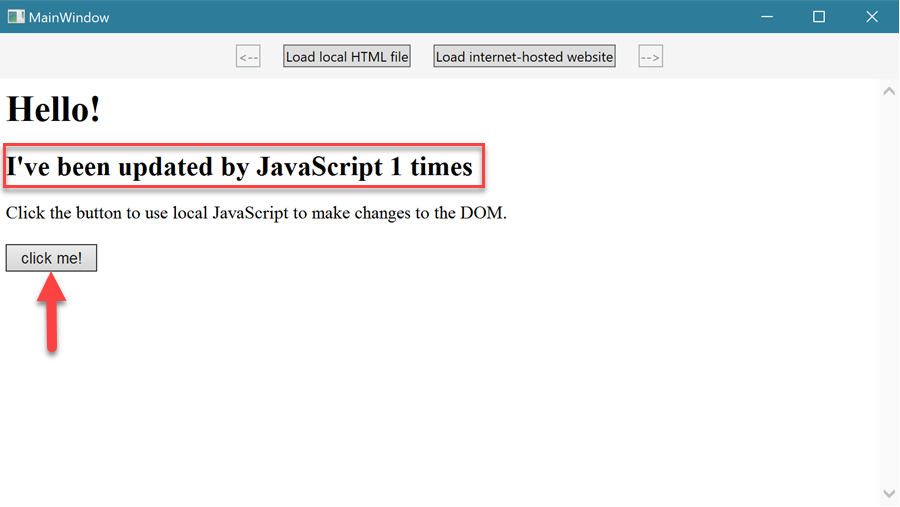 MainWindow
<-- Load local HTML file Load internet-hosted website -->
Hello!
I've been updated by JavaScript 1 times
Click the button to use local JavaScript to make changes to the DOM.
click me!